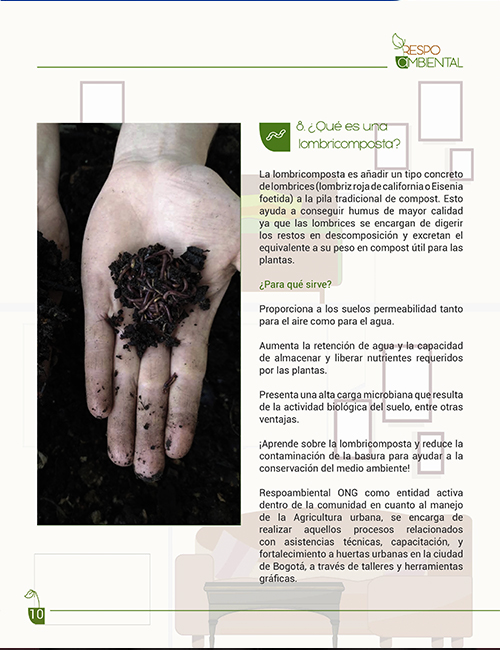 RESPO
AMBIENTAL
8. ¿Qué es una
lombricomposta?
La lombricomposta es añadir un tipo concreto
de lombrices (lombriz roja de california o Eisenia
foetida) a la pila tradicional de compost. Esto
ayuda a conseguir humus de mayor calidad
ya que las lombrices se encargan de digerir
los restos en descomposición y excretan el
equivalente a su peso en compost útil para las
plantas.
¿Para qué sirve?
Proporciona a los suelos permeabilidad tanto
para el aire como para el agua.
Aumenta la retención de agua y la capacidad
de almacenar y liberar nutrientes requeridos
por las plantas.
Presenta una alta carga microbiana que resulta
de la actividad biológica del suelo, entre otras
ventajas.
¡Aprende sobre la lombricomposta y reduce la
contaminación de la basura para ayudar a la
conservación del medio ambiente!
Respoambiental ONG como entidad activa
dentro de la comunidad en cuanto al manejo
de la Agricultura urbana, se encarga de
realizar aquellos procesos relacionados
con asistencias técnicas, capacitación, y
fortalecimiento a huertas urbanas en la ciudad
de Bogotá, a través de talleres y herramientas
gráficas.
10